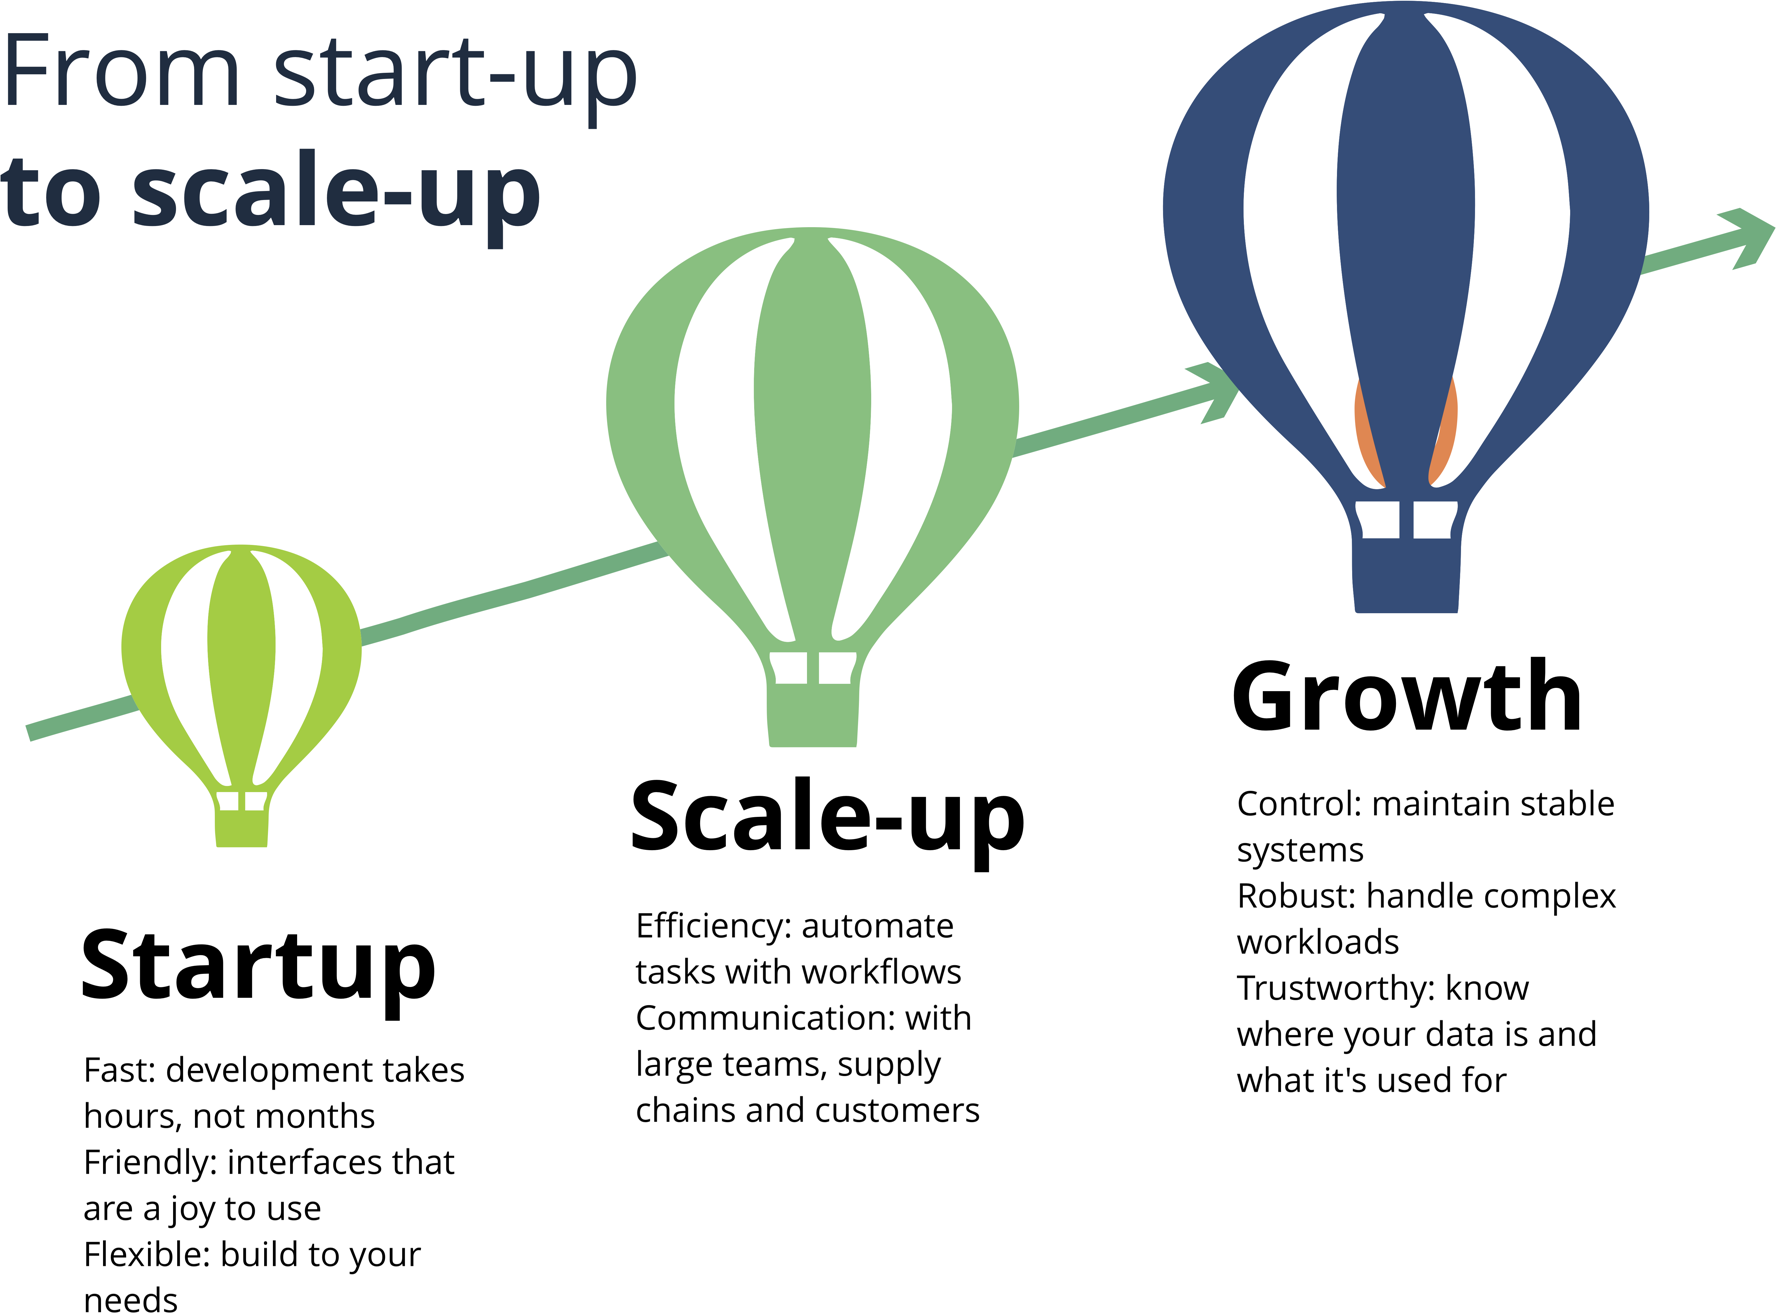 From start-up
to scale-up
Startup
Fast: development takes
hours, not months
Friendly: interfaces that
are a joy to use
Flexible: build to your
needs
Scale-up
Efficiency: automate
tasks with workflows
Communication: with
large teams, supply
chains and customers
Growth
Control: maintain stable
systems
Robust: handle complex
workloads
Trustworthy: know
where your data is and
what it's used for